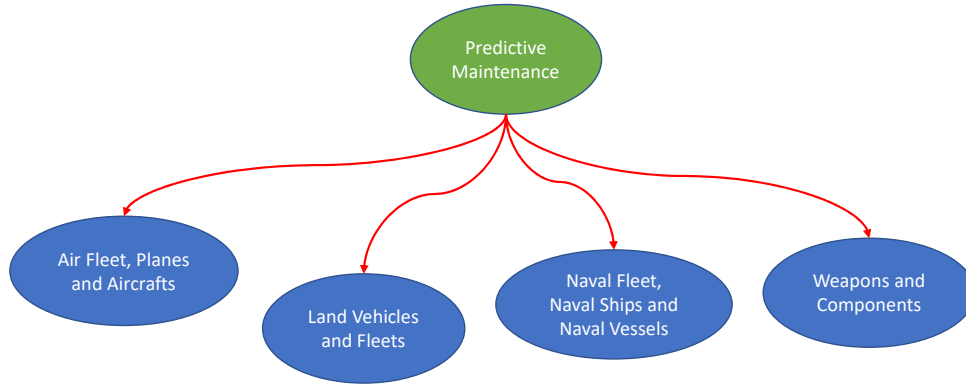 Predictive
Maintenance
Air Fleet, Planes
and Aircrafts
Land Vehicles
and Fleets
Naval Fleet,
Naval Ships and
Naval Vessels
Weapons and
Components